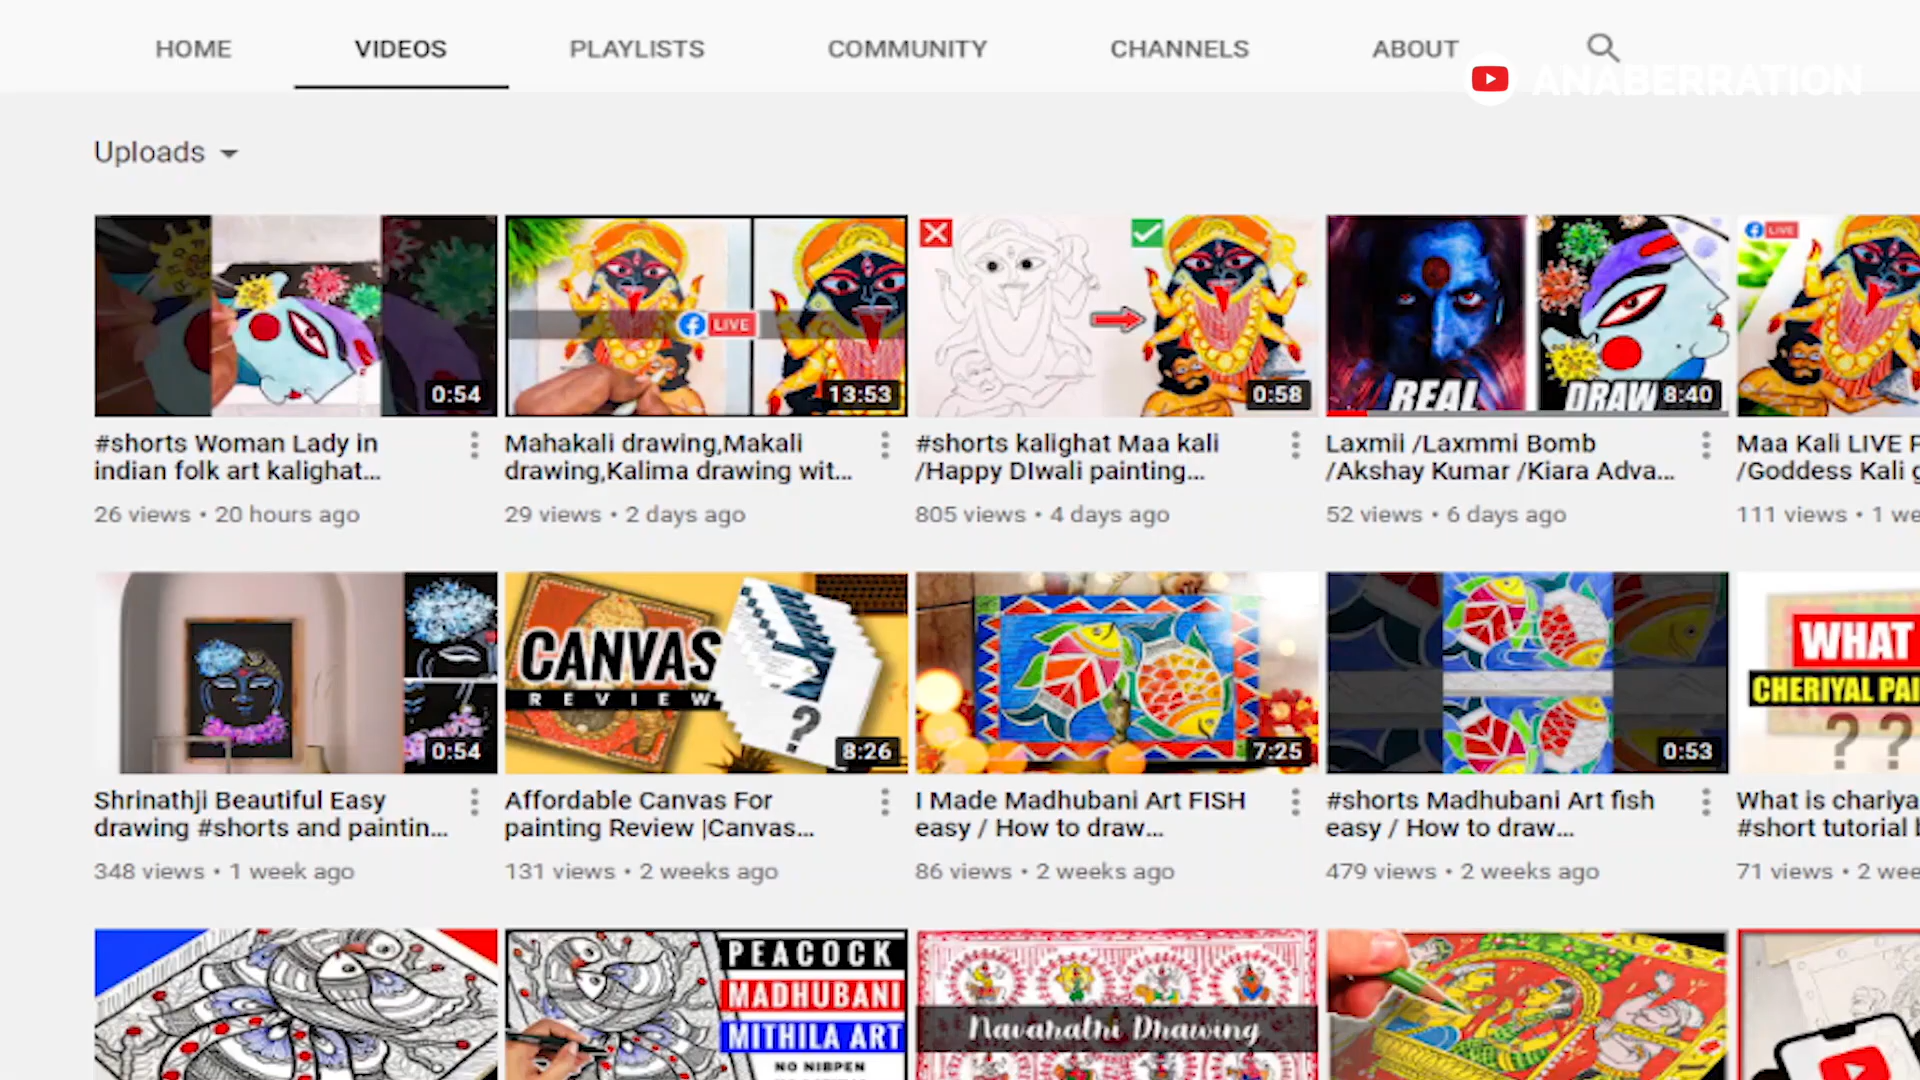 HOME VIDEOS PLAYLISTS COMMUNITY CHANNELS ABOUT
ANABERRATION
Uploads
LIVE
LIVE
REAL
DRAW
0:54
13:53
0:58
8:40
#shorts Woman Lady in
indian folk art kalighat...
26 views • 20 hours ago
Mahakali drawing,Makali
drawing,Kalima drawing wit...
29 views • 2 days ago
#shorts kalighat Maa kali
/Happy DIwali painting...
805 views • 4 days ago
Laxmii /Laxmmi Bomb
/Akshay Kumar /Kiara Adva...
52 views • 6 days ago
Maa Kali LIVE
/Goddess Kali
111 views • 1
CANVAS
REVIEW
?
WHAT
CHERIYAL
? ?
0:54
8:26
7:25
0:53
Shrinathji Beautiful Easy
drawing #shorts and paintin...
348 views • 1 week ago
Affordable Canvas For
painting Review |Canvas...
131 views • 2 weeks ago
I Made Madhubani Art FISH
easy / How to draw...
86 views • 2 weeks ago
#shorts Madhubani Art fish
easy / How to draw...
479 views • 2 weeks ago
What is chariya
#short tutorial
71 views • 2
PEACOCK
MADHUBANI
MITHILA ART
NO NIBPEN
Navaratri Drawing